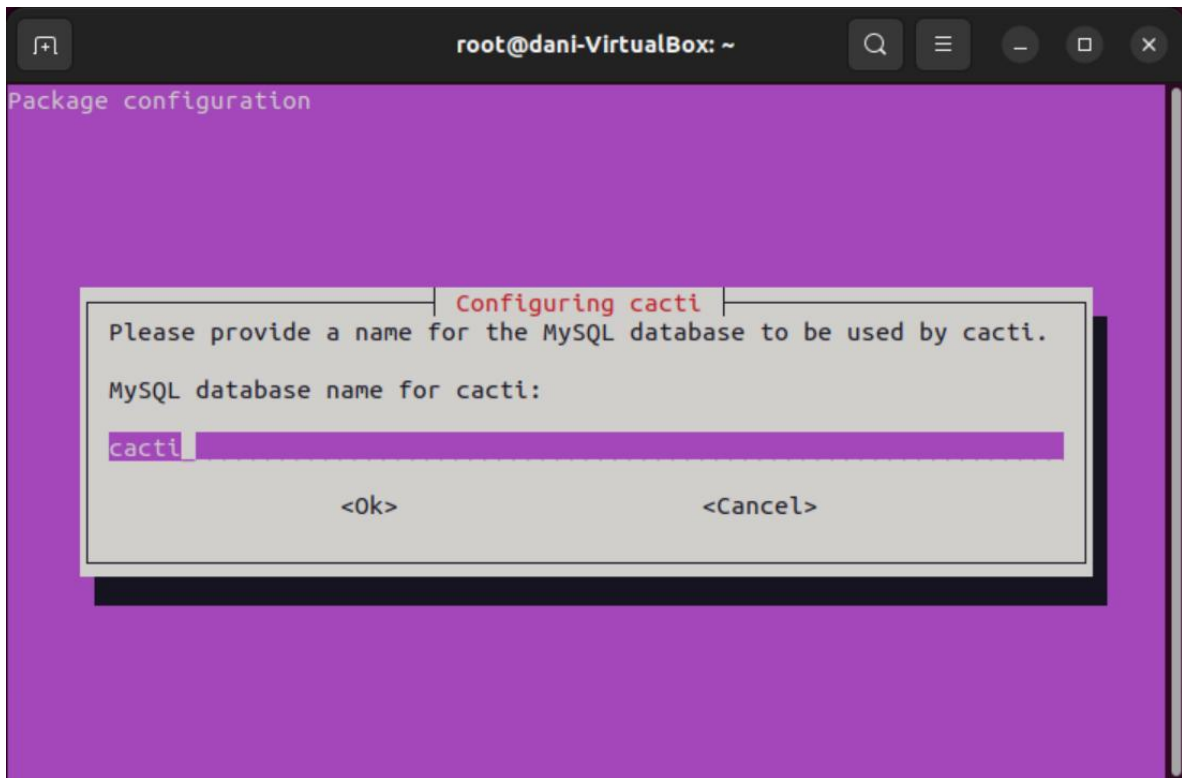 root@dani-VirtualBox: ~
Package configuration
Configuring cacti
Please provide a name for the MySQL database to be used by cacti.
MySQL database name for cacti:
cacti
<Ok> <Cancel>